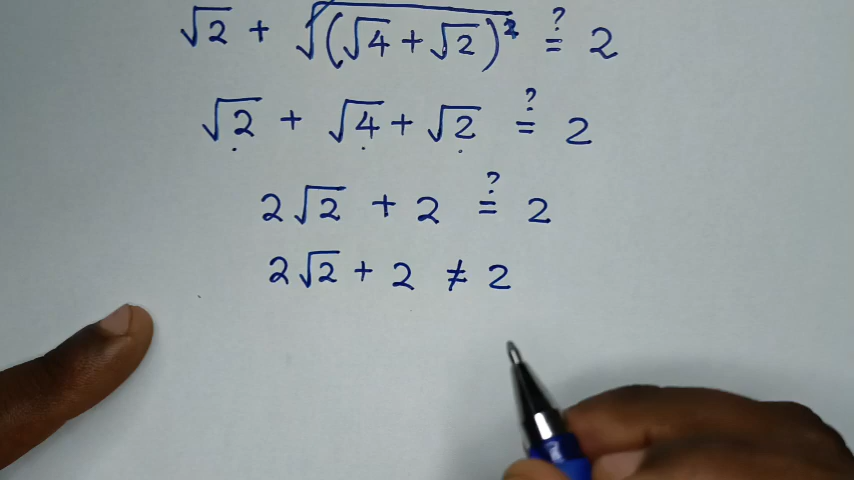 √2 + √(√4 + √2)² ≟ 2
√2 + √4 + √2 ≟ 2
2√2 + 2 ≟ 2
2√2 + 2 ≠ 2